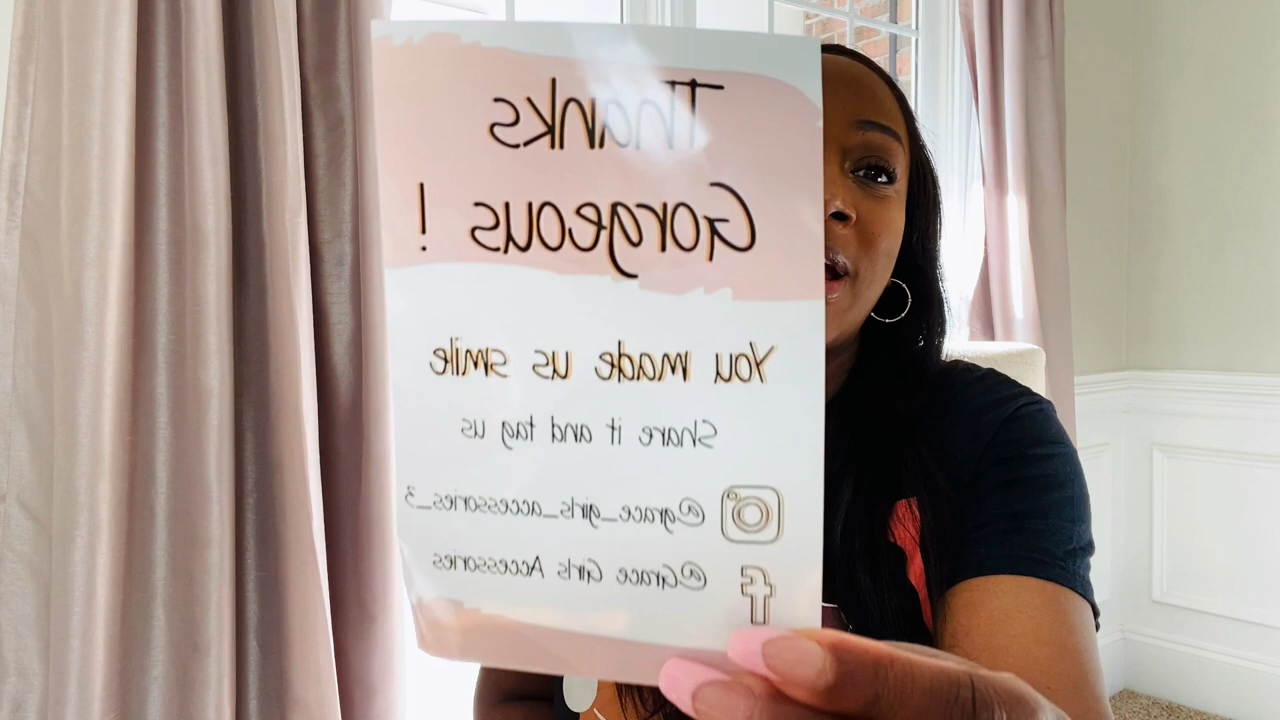 Thanks
Gorgeous !
You made us smile
Share it and tag us
@grace_girls_accessories_3
@Grace Girls Accessories